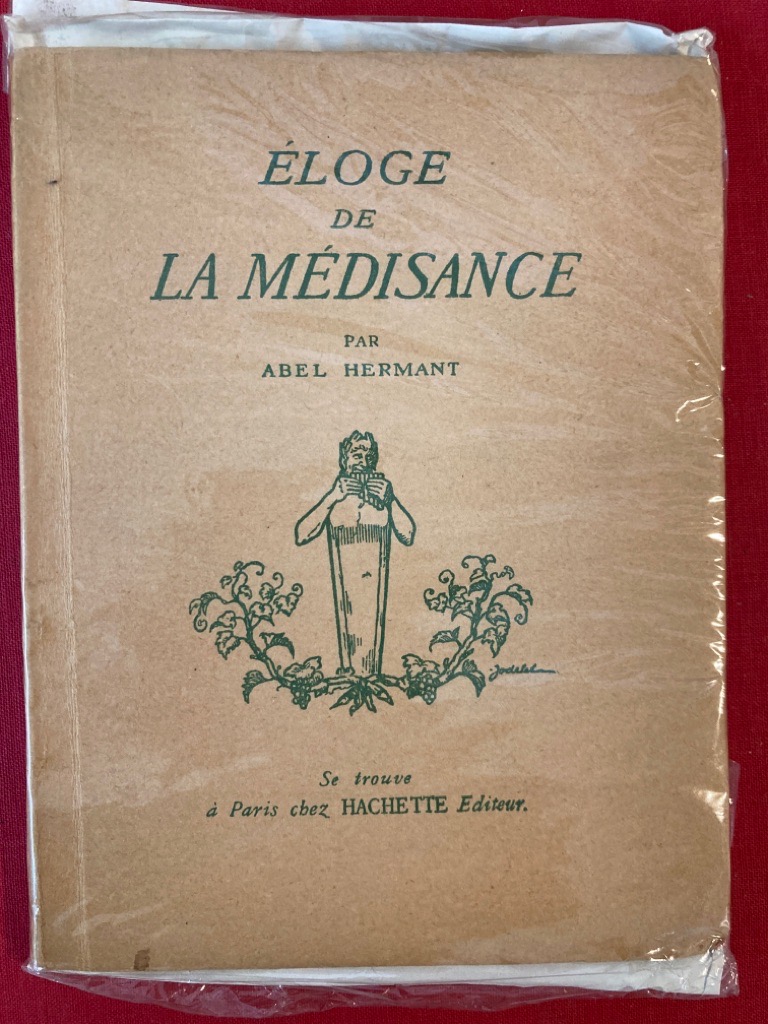 ÉLOGE
DE
LA MÉDISANCE
PAR
ABEL HERMANT
Se trouve
à Paris chez HACHETTE Editeur.